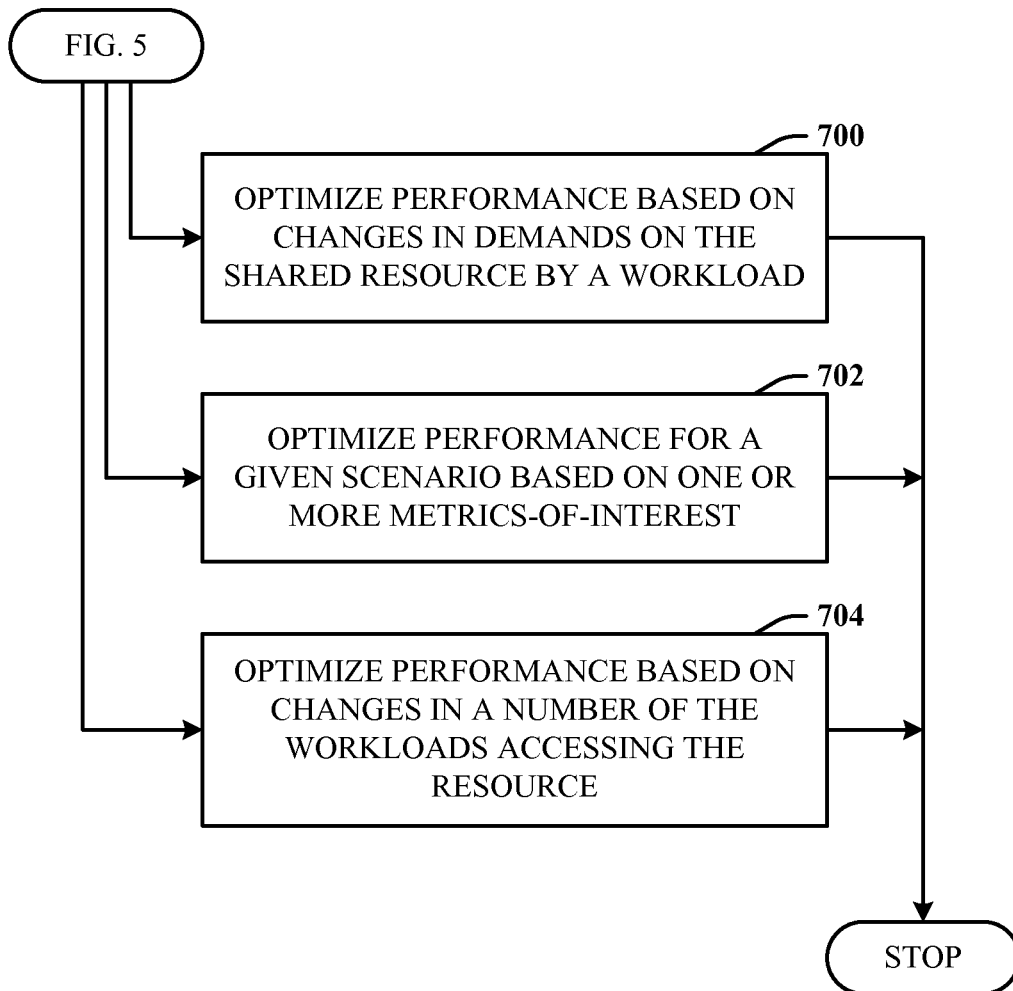 FIG. 5
700
OPTIMIZE PERFORMANCE BASED ON
CHANGES IN DEMANDS ON THE
SHARED RESOURCE BY A WORKLOAD
702
OPTIMIZE PERFORMANCE FOR A
GIVEN SCENARIO BASED ON ONE OR
MORE METRICS-OF-INTEREST
704
OPTIMIZE PERFORMANCE BASED ON
CHANGES IN A NUMBER OF THE
WORKLOADS ACCESSING THE
RESOURCE
STOP